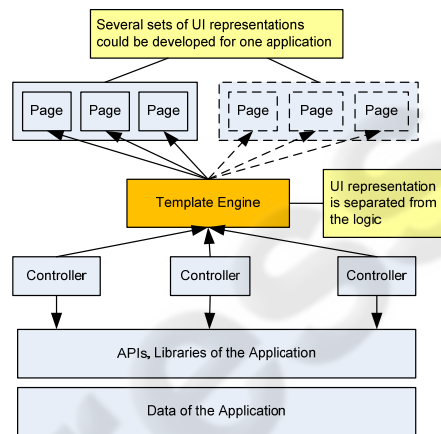 Several sets of UI representations
could be developed for one application
Page Page Page Page Page Page
Template Engine
UI representation
is separated from
the logic
Controller Controller Controller
APIs, Libraries of the Application
Data of the Application